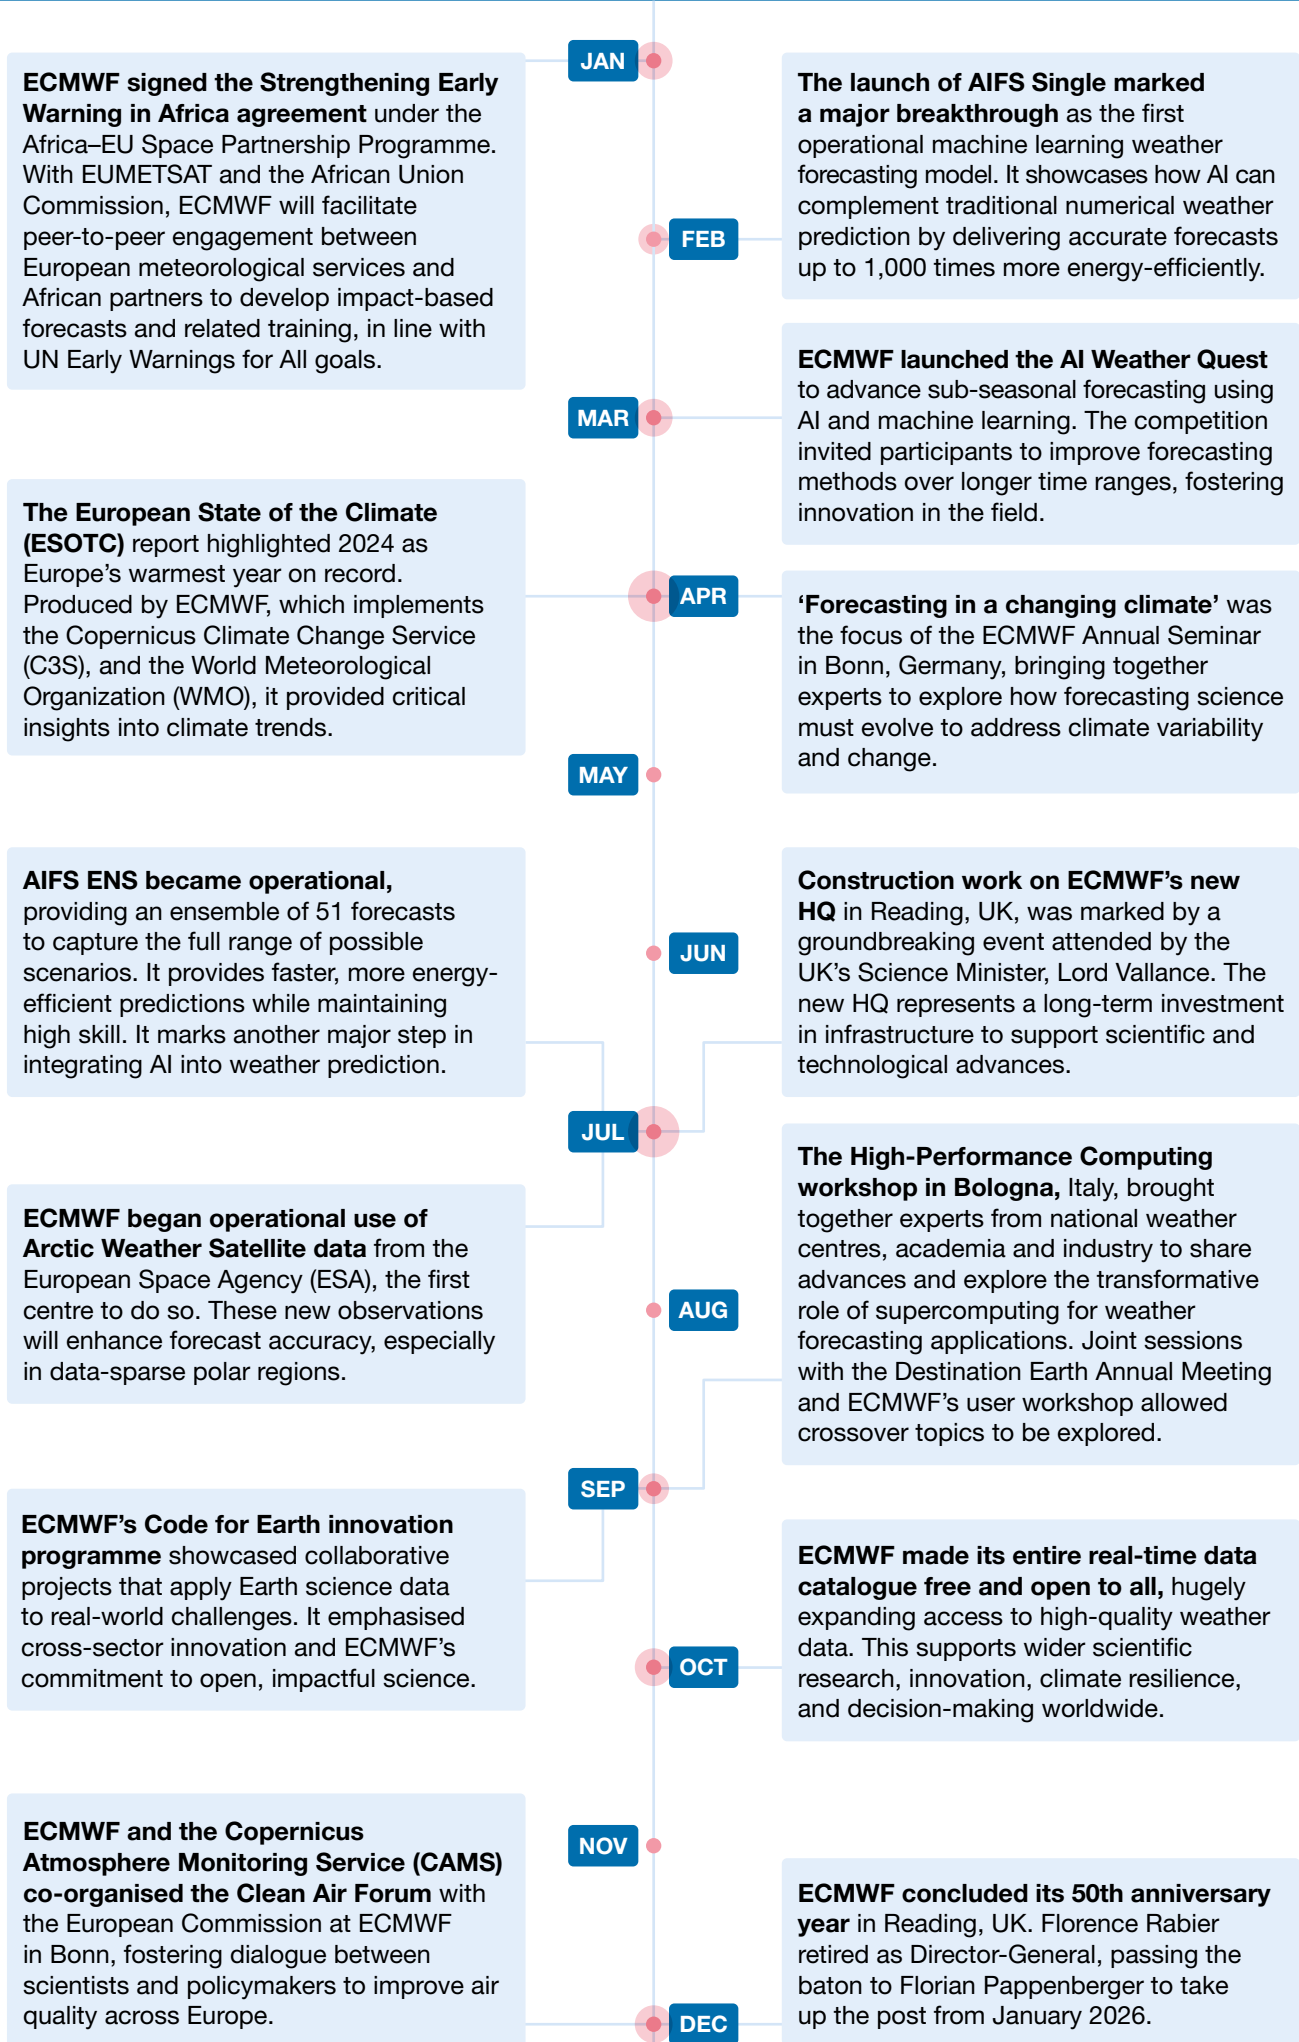 JAN
ECMWF signed the Strengthening Early
Warning in Africa agreement under the
Africa–EU Space Partnership Programme.
With EUMETSAT and the African Union
Commission, ECMWF will facilitate
peer-to-peer engagement between
European meteorological services and
African partners to develop impact-based
forecasts and related training, in line with
UN Early Warnings for All goals.
FEB
The launch of AIFS Single marked
a major breakthrough as the first
operational machine learning weather
forecasting model. It showcases how AI can
complement traditional numerical weather
prediction by delivering accurate forecasts
up to 1,000 times more energy-efficiently.
MAR
ECMWF launched the AI Weather Quest
to advance sub-seasonal forecasting using
AI and machine learning. The competition
invited participants to improve forecasting
methods over longer time ranges, fostering
innovation in the field.
APR
The European State of the Climate
(ESOTC) report highlighted 2024 as
Europe's warmest year on record.
Produced by ECMWF, which implements
the Copernicus Climate Change Service
(C3S), and the World Meteorological
Organization (WMO), it provided critical
insights into climate trends.
‘Forecasting in a changing climate’ was
the focus of the ECMWF Annual Seminar
in Bonn, Germany, bringing together
experts to explore how forecasting science
must evolve to address climate variability
and change.
MAY
JUN
JUL
AIFS ENS became operational,
providing an ensemble of 51 forecasts
to capture the full range of possible
scenarios. It provides faster, more energy-
efficient predictions while maintaining
high skill. It marks another major step in
integrating AI into weather prediction.
Construction work on ECMWF's new
HQ in Reading, UK, was marked by a
groundbreaking event attended by the
UK's Science Minister, Lord Vallance. The
new HQ represents a long-term investment
in infrastructure to support scientific and
technological advances.
ECMWF began operational use of
Arctic Weather Satellite data from the
European Space Agency (ESA), the first
centre to do so. These new observations
will enhance forecast accuracy, especially
in data-sparse polar regions.
AUG
SEP
The High-Performance Computing
workshop in Bologna, Italy, brought
together experts from national weather
centres, academia and industry to share
advances and explore the transformative
role of supercomputing for weather
forecasting applications. Joint sessions
with the Destination Earth Annual Meeting
and ECMWF's user workshop allowed
crossover topics to be explored.
ECMWF's Code for Earth innovation
programme showcased collaborative
projects that apply Earth science data
to real-world challenges. It emphasised
cross-sector innovation and ECMWF's
commitment to open, impactful science.
OCT
ECMWF made its entire real-time data
catalogue free and open to all, hugely
expanding access to high-quality weather
data. This supports wider scientific
research, innovation, climate resilience,
and decision-making worldwide.
NOV
DEC
ECMWF and the Copernicus
Atmosphere Monitoring Service (CAMS)
co-organised the Clean Air Forum with
the European Commission at ECMWF
in Bonn, fostering dialogue between
scientists and policymakers to improve air
quality across Europe.
ECMWF concluded its 50th anniversary
year in Reading, UK. Florence Rabier
retired as Director-General, passing the
baton to Florian Pappenberger to take
up the post from January 2026.